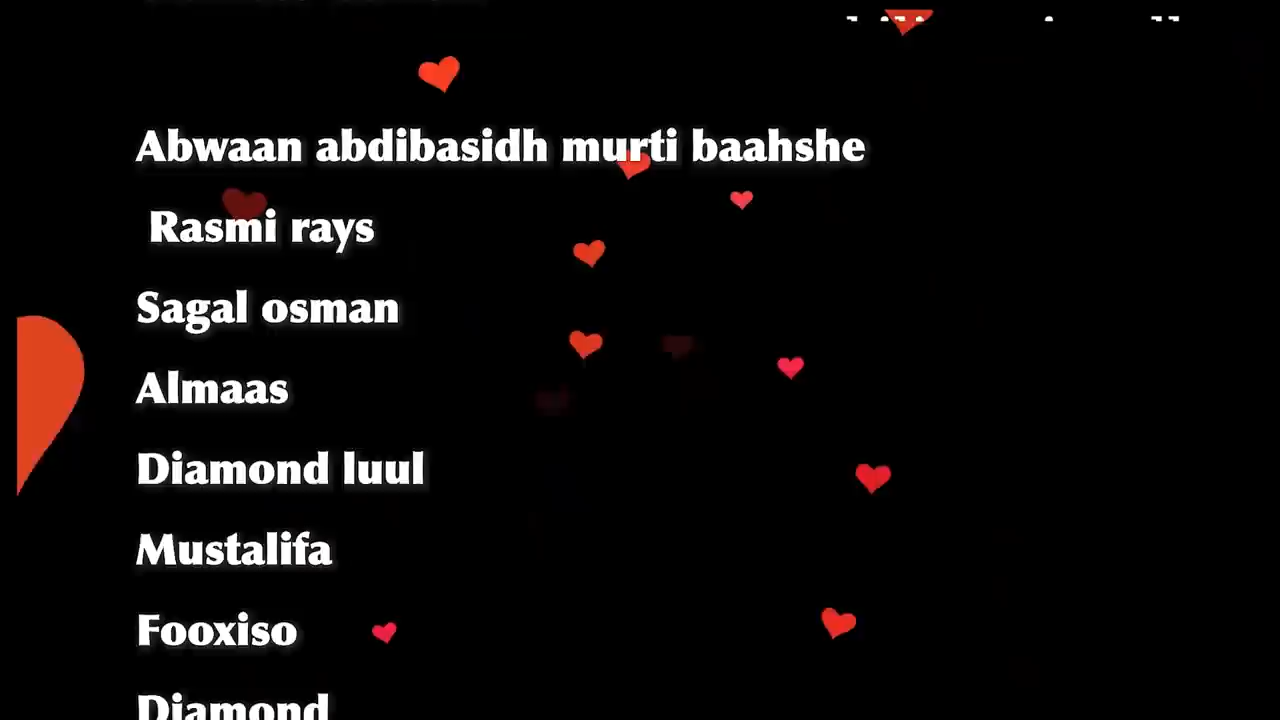 Abwaan abdibasidh murti baahshe
Rasmi rays
Sagal osman
Almaas
Diamond luul
Mustalifa
Fooxiso
Diamond